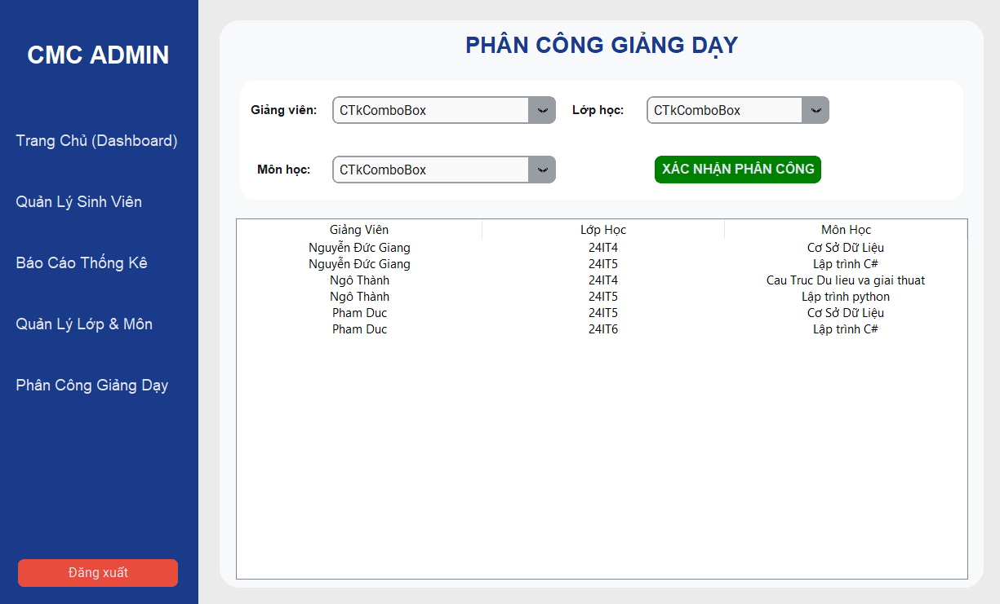 CMC ADMIN
Trang Chủ (Dashboard)
Quản Lý Sinh Viên
Báo Cáo Thống Kê
Quản Lý Lớp & Môn
Phân Công Giảng Dạy
Đăng xuất
PHÂN CÔNG GIẢNG DẠY
Giảng viên: CTkComboBox Lớp học: CTkComboBox
Môn học: CTkComboBox XÁC NHẬN PHÂN CÔNG
Giảng Viên Lớp Học Môn Học
Nguyễn Đức Giang 24IT4 Cơ Sở Dữ Liệu
Nguyễn Đức Giang 24IT5 Lập trình C#
Ngô Thành 24IT4 Cau Truc Du lieu va giai thuat
Ngô Thành 24IT5 Lập trình python
Pham Duc 24IT5 Cơ Sở Dữ Liệu
Pham Duc 24IT6 Lập trình C#